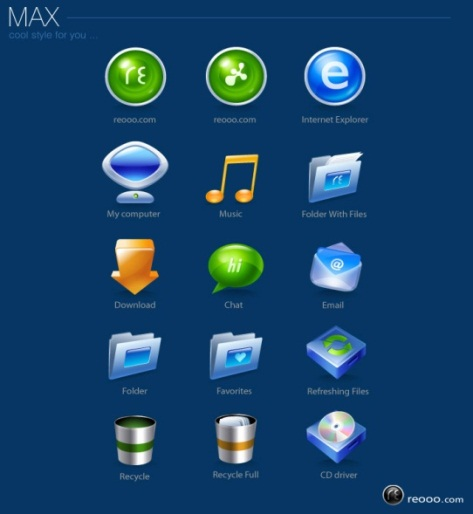 MAX
cool style for you ...
reooo.com
reooo.com
Internet Explorer
e
My computer
Music
Folder With Files
Download
Chat
Email
hi
@
Folder
Favorites
Refreshing Files
Recycle
Recycle Full
CD driver
reooo.com